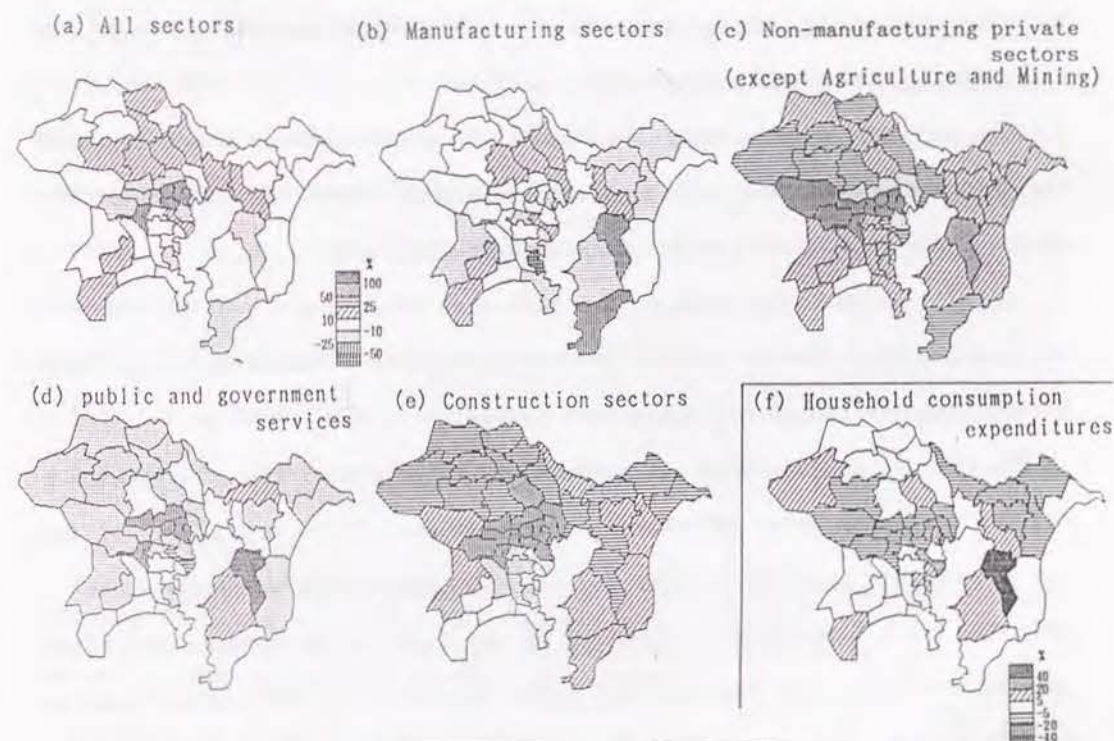 (a) All sectors
(b) Manufacturing sectors
(c) Non-manufacturing private
sectors
(except Agriculture and Mining)
%
100
50
25
10
-10
-25
-50
(d) public and government
services
(e) Construction sectors
(f) Household consumption
expenditures
%
40
20
5
-5
-20
-40